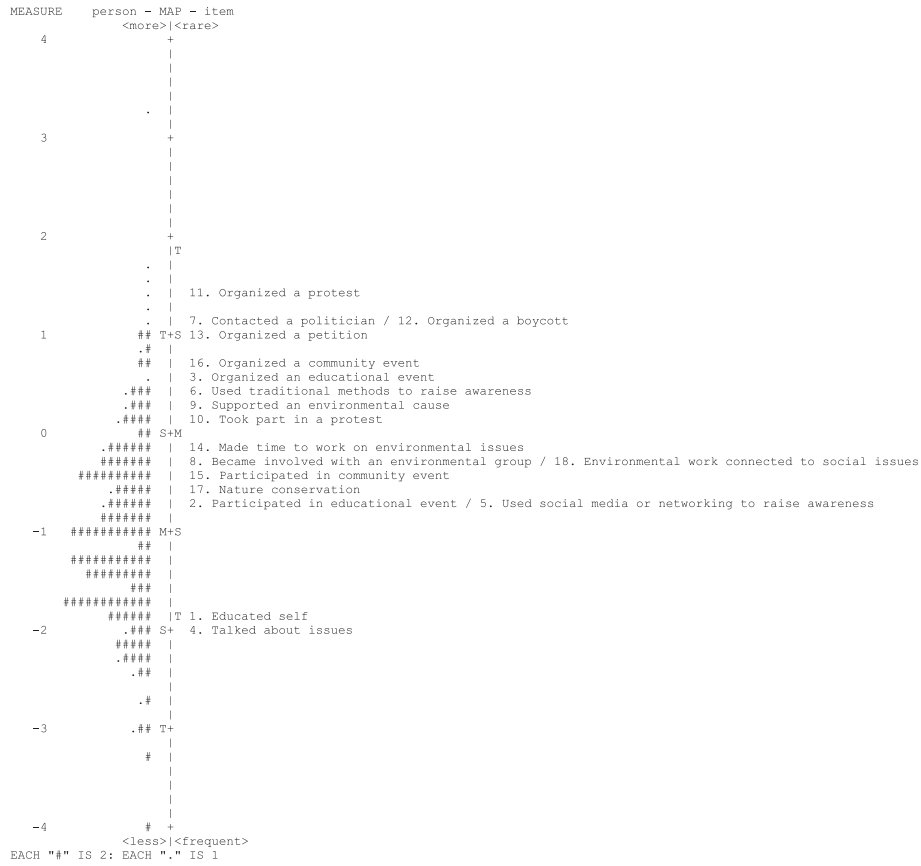 MEASURE    person - MAP - item
               <more>|<rare>
    4                +
                     |
                     |
                     |
                     |
                  .  |
                     |
    3                +
                     |
                     |
                     |
                     |
                     |
                     |
    2                +
                     |T
                  .  |
                  .  |
                  .  |  11. Organized a protest
                  .  |
                  .  |  7. Contacted a politician / 12. Organized a boycott
    1            ## T+S 13. Organized a petition
                 .#  |
                 ##  |  16. Organized a community event
                  .  |  3. Organized an educational event
               .###  |  6. Used traditional methods to raise awareness
               .###  |  9. Supported an environmental cause
              .####  |  10. Took part in a protest
    0            ## S+M
            .######  |  14. Made time to work on environmental issues
            #######  |  8. Became involved with an environmental group / 18. Environmental work connected to social issues
         ##########  |  15. Participated in community event
             .#####  |  17. Nature conservation
            .######  |  2. Participated in educational event / 5. Used social media or networking to raise awareness
            #######  |
   -1   ########### M+S
                 ##  |
        ###########  |
          #########  |
                ###  |
       ############  |
             ######  |T 1. Educated self
   -2          .### S+  4. Talked about issues
              #####  |
              .####  |
                .##  |
                     |
                 .#  |
                     |
   -3           .## T+
                     |
                  #  |
                     |
                     |
                     |
                     |
   -4             #  +
               <less>|<frequent>
EACH "#" IS 2: EACH "." IS 1